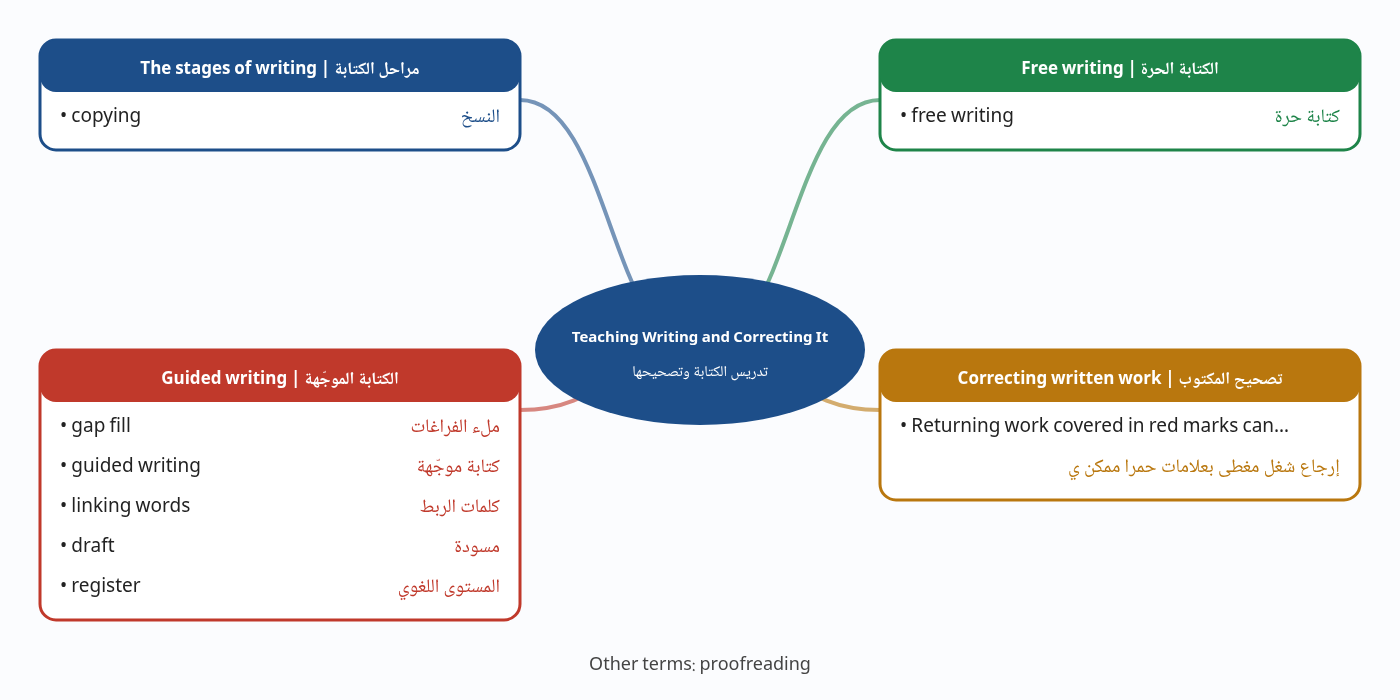 The stages of writing | مراحل الكتابة
• copying النسخ
Free writing | الكتابة الحرة
• free writing كتابة حرة
Teaching Writing and Correcting It
تدريس الكتابة وتصحيحها
Guided writing | الكتابة الموجّهة
• gap fill ملء الفراغات
• guided writing كتابة موجّهة
• linking words كلمات الربط
• draft مسودة
• register المستوى اللغوي
Correcting written work | تصحيح المكتوب
• Returning work covered in red marks can...
إرجاع شغل مغطى بعلامات حمرا ممكن ي
Other terms: proofreading